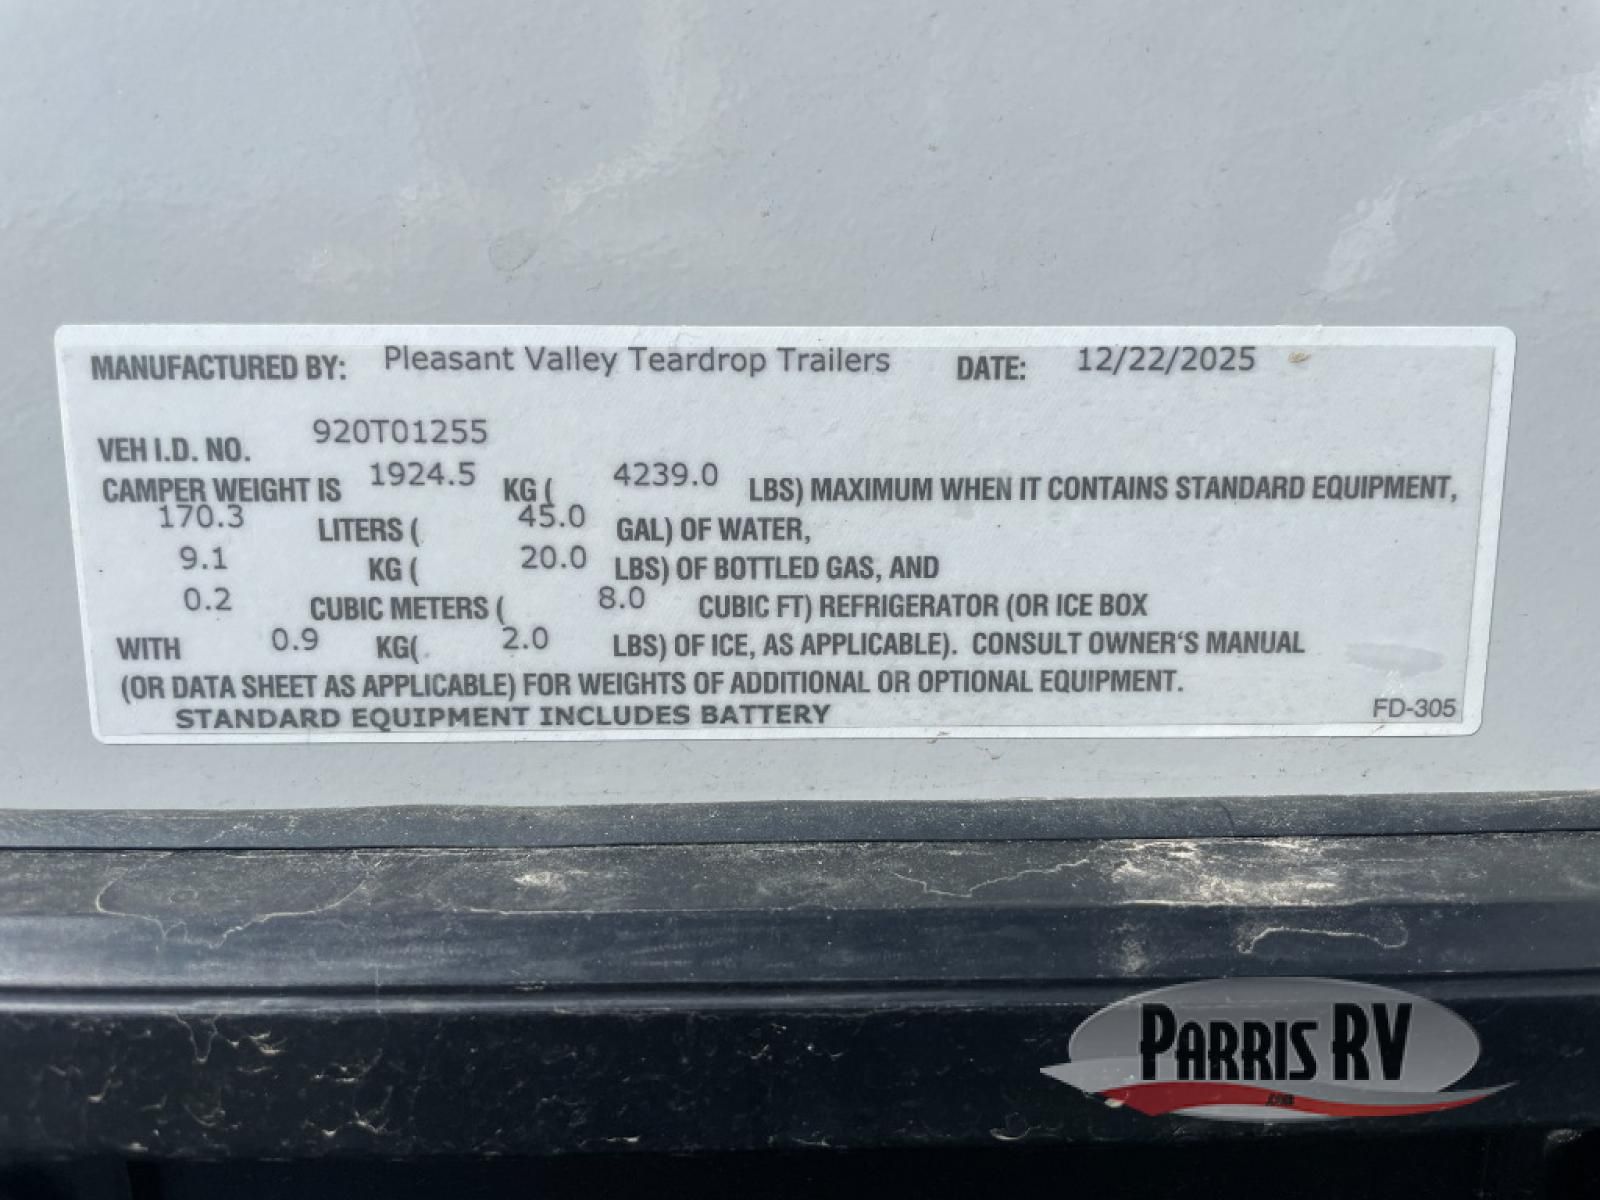 MANUFACTURED BY: Pleasant Valley Teardrop Trailers DATE: 12/22/2025
VEH I.D. NO. 920T01255
CAMPER WEIGHT IS 1924.5 KG ( 4239.0 LBS) MAXIMUM WHEN IT CONTAINS STANDARD EQUIPMENT,
170.3 LITERS ( 45.0 GAL) OF WATER,
9.1 KG ( 20.0 LBS) OF BOTTLED GAS, AND
0.2 CUBIC METERS ( 8.0 CUBIC FT) REFRIGERATOR (OR ICE BOX
WITH 0.9 KG( 2.0 LBS) OF ICE, AS APPLICABLE). CONSULT OWNER'S MANUAL
(OR DATA SHEET AS APPLICABLE) FOR WEIGHTS OF ADDITIONAL OR OPTIONAL EQUIPMENT.
STANDARD EQUIPMENT INCLUDES BATTERY FD-305
PARRIS RV
.com